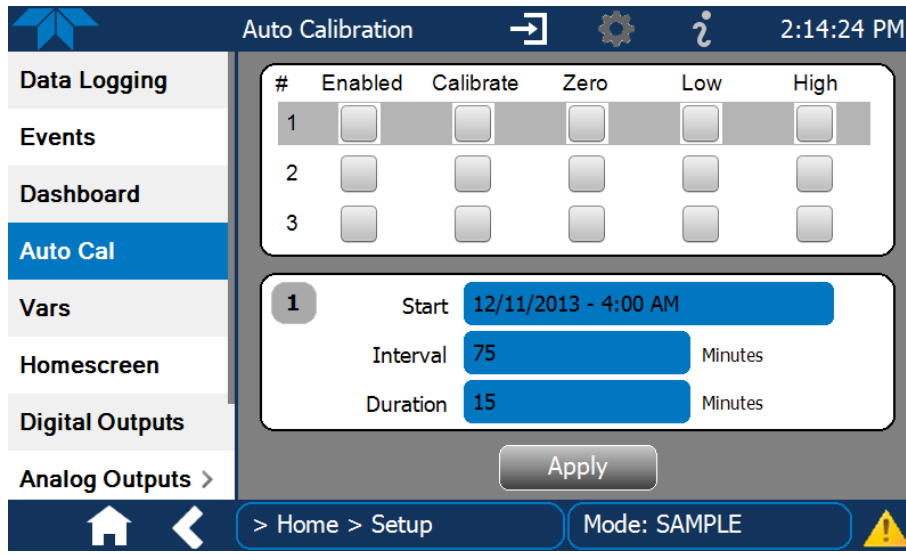 Auto Calibration
2:14:24 PM
Data Logging
Events
Dashboard
Auto Cal
Vars
Homescreen
Digital Outputs
Analog Outputs >
# Enabled Calibrate Zero Low High
1
2
3
1
Start 12/11/2013 - 4:00 AM
Interval 75 Minutes
Duration 15 Minutes
Apply
> Home > Setup
Mode: SAMPLE